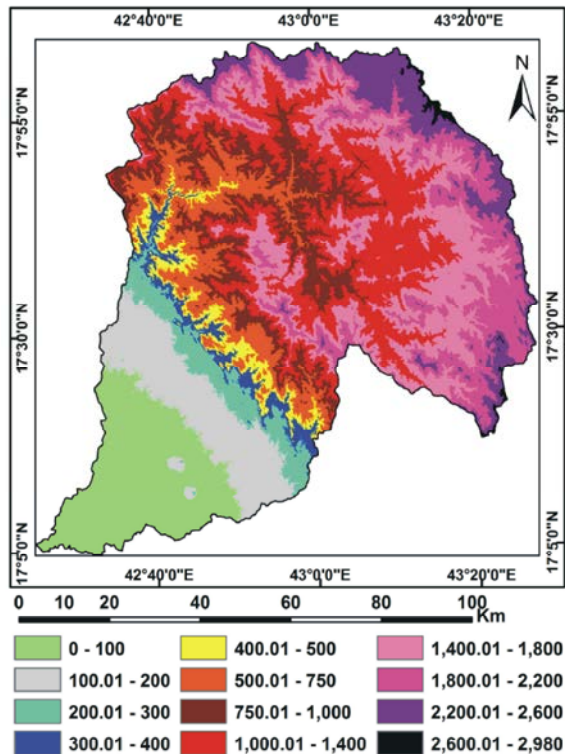 42°40'0"E 43°0'0"E 43°20'0"E
N
17°55'0"N 17°55'0"N
17°30'0"N 17°30'0"N
17°5'0"N 17°5'0"N
42°40'0"E 43°0'0"E 43°20'0"E
0 10 20 40 60 80 100
Km
0 - 100 400.01 - 500 1,400.01 - 1,800
100.01 - 200 500.01 - 750 1,800.01 - 2,200
200.01 - 300 750.01 - 1,000 2,200.01 - 2,600
300.01 - 400 1,000.01 - 1,400 2,600.01 - 2,980